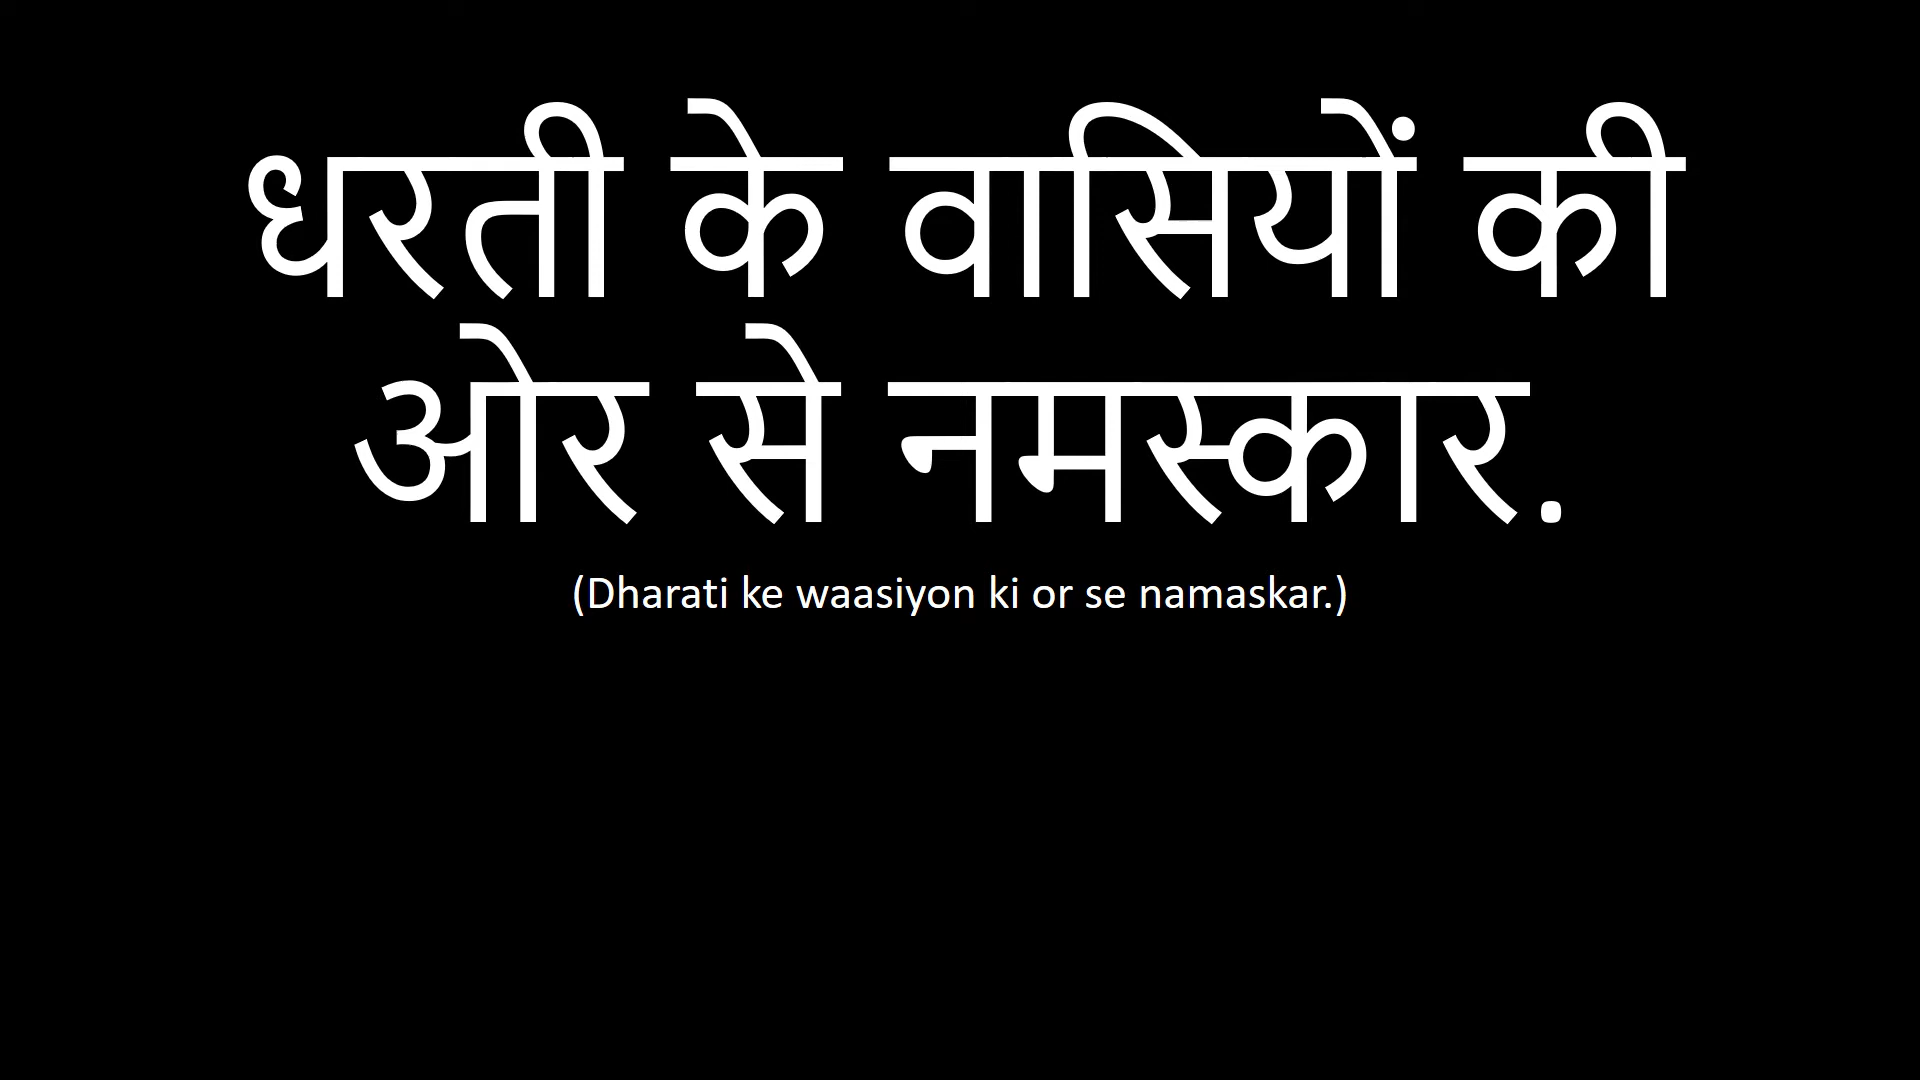 धरती के वासियों की
ओर से नमस्कार.
(Dharati ke waasiyon ki or se namaskar.)